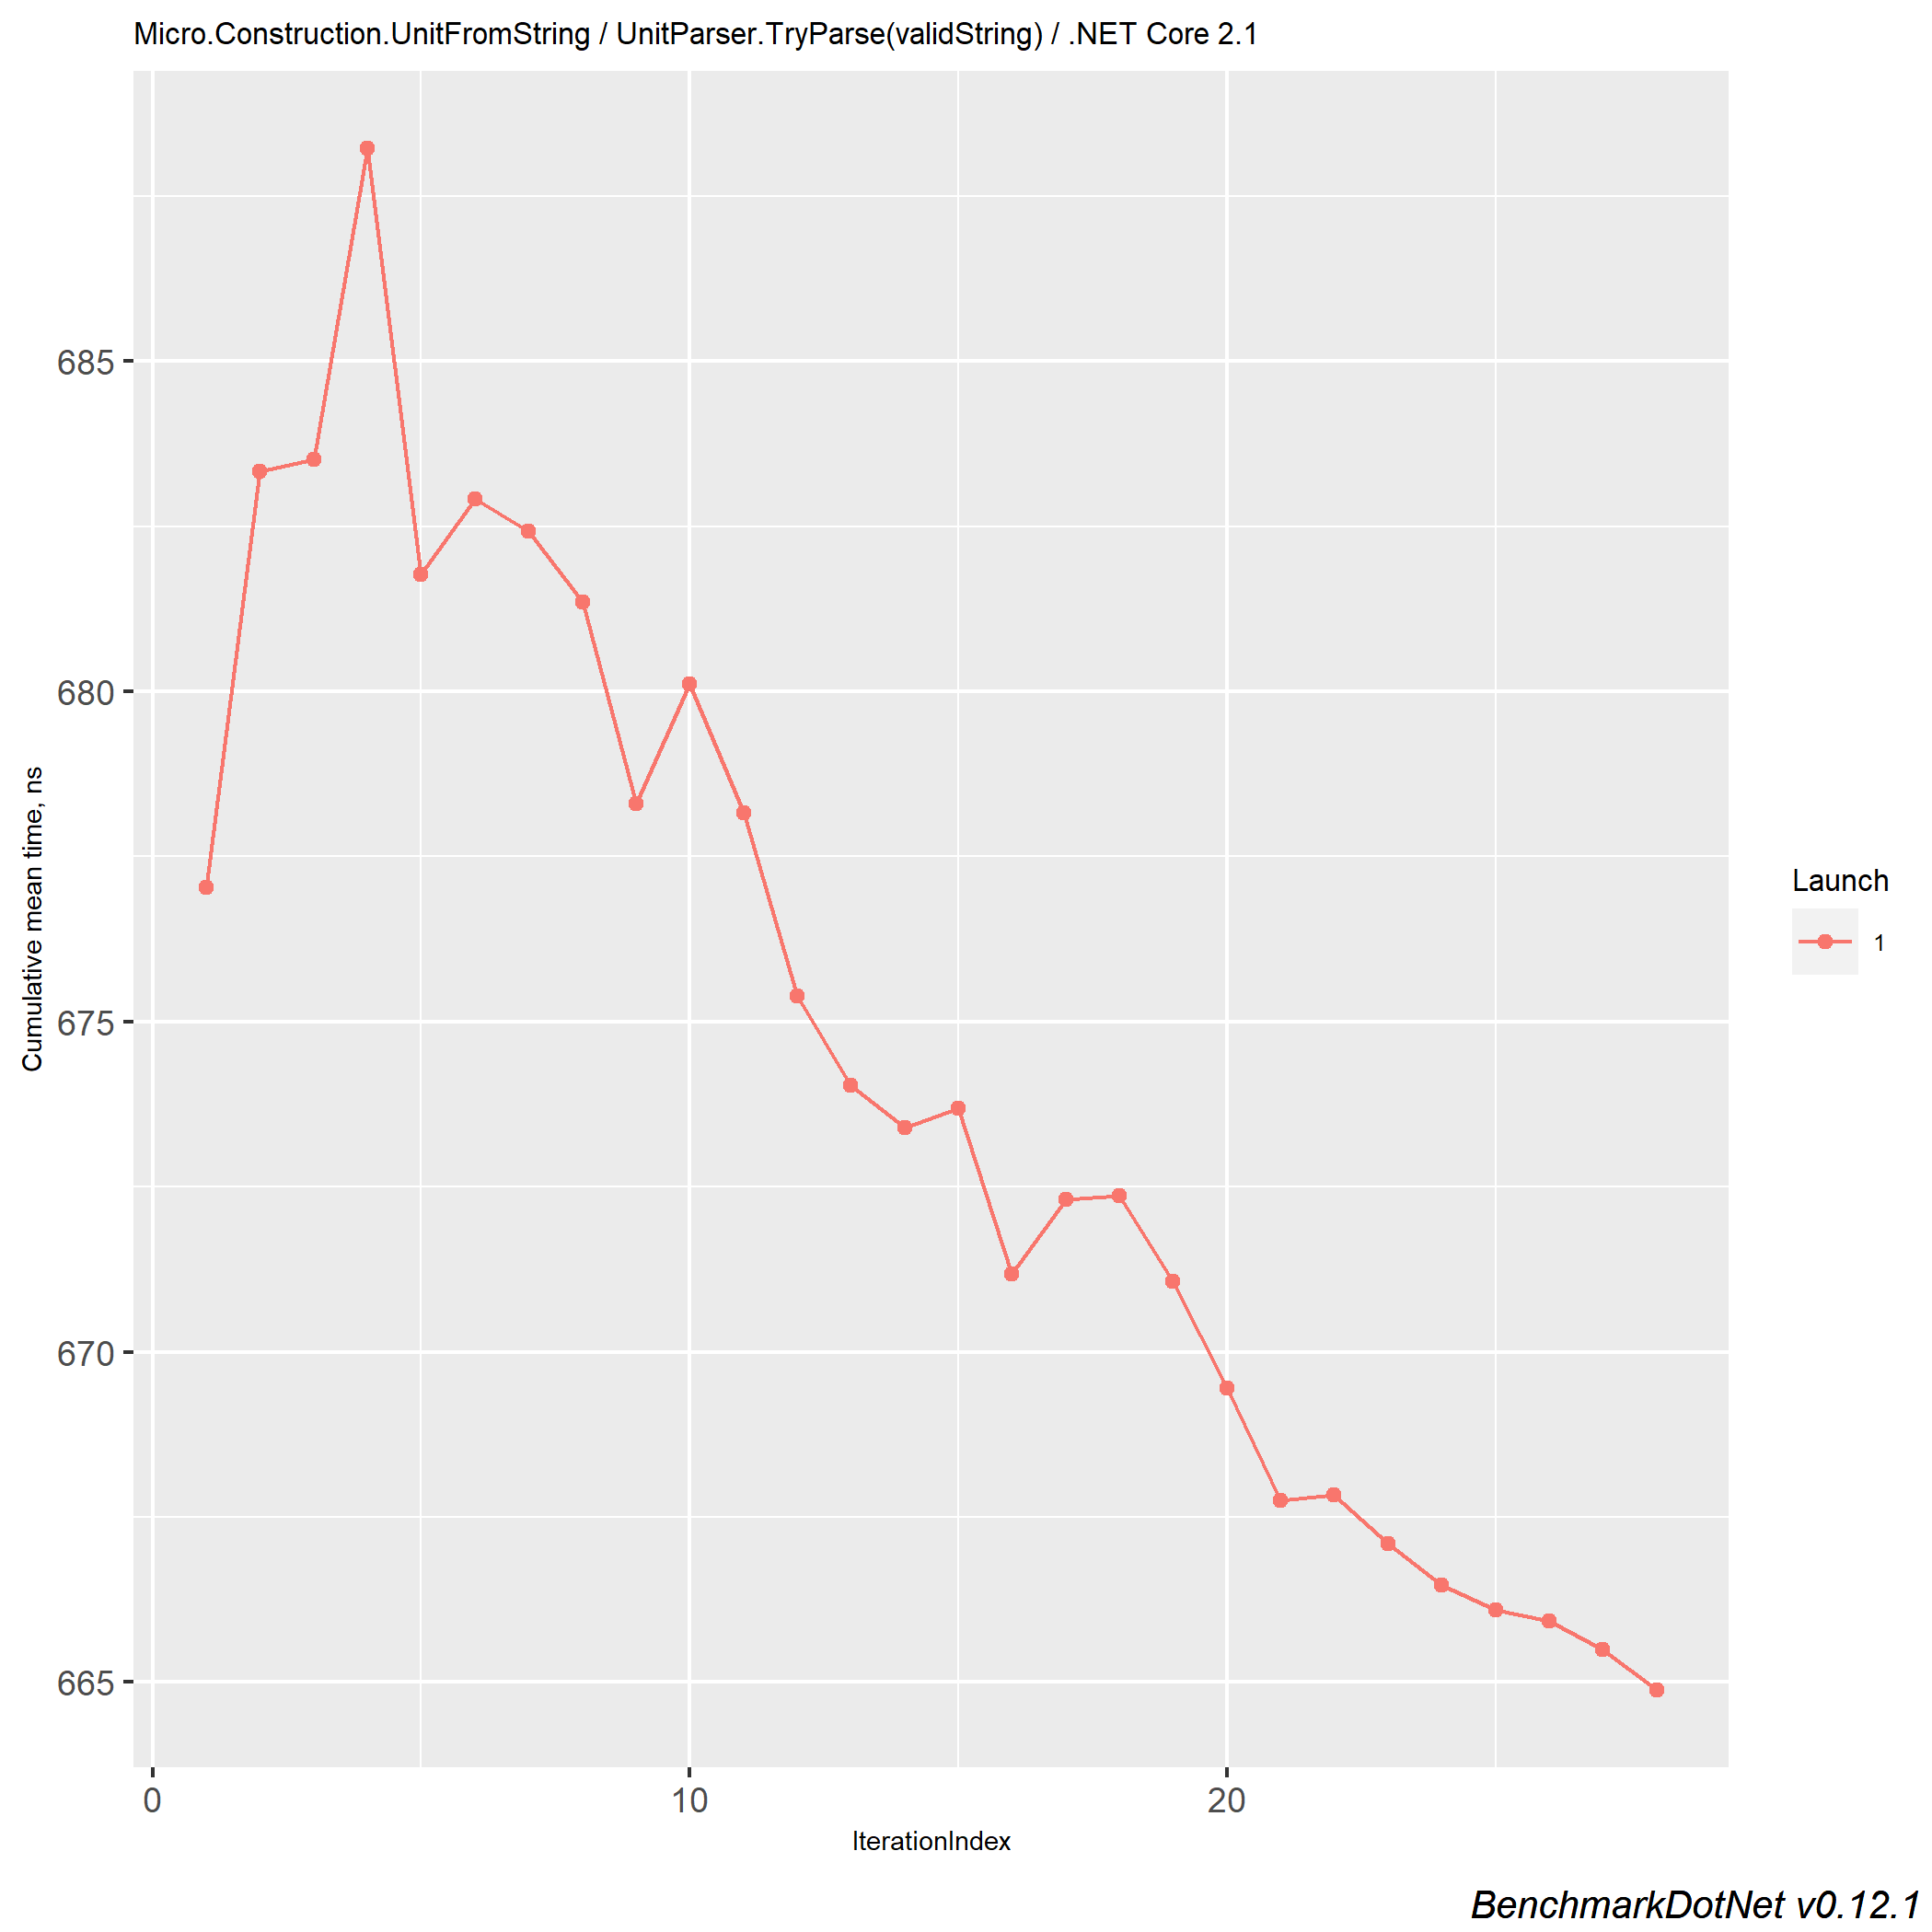 Micro.Construction.UnitFromString / UnitParser.TryParse(validString) / .NET Core 2.1
Cumulative mean time, ns
685
680
675
670
665
0 10 20
IterationIndex
Launch
1
BenchmarkDotNet v0.12.1